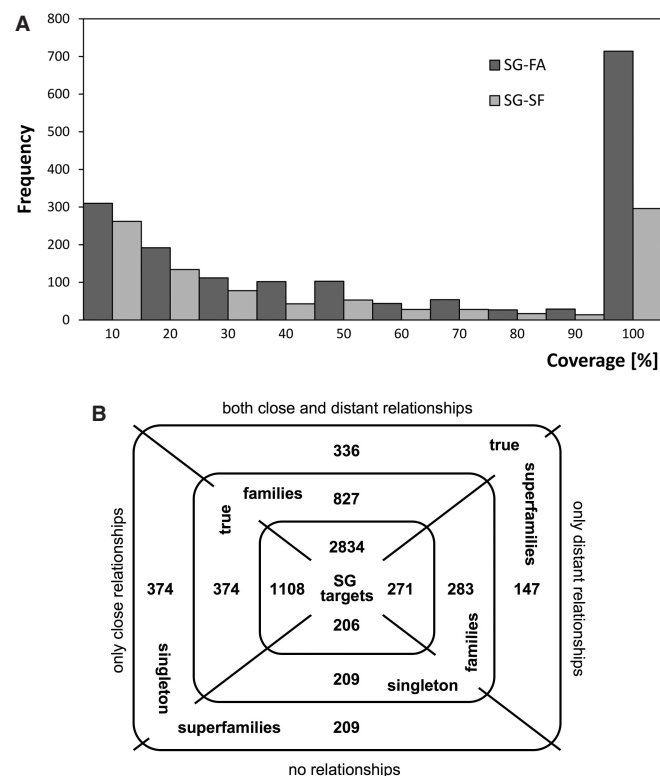 A
800
700
600
500
400
300
200
100
0
Frequency
SG-FA
SG-SF
10 20 30 40 50 60 70 80 90 100
Coverage [%]
B
both close and distant relationships
336
true
families
827
true
superfamilies
2834
only close relationships
374 374 1108 SG targets 271 283 147
only distant relationships
206
families
singleton
209
singleton
superfamilies
209
no relationships